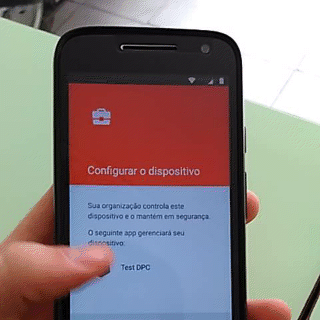 Configurar o dispositivo
Sua organização controla este
dispositivo e o mantém em segurança.
O seguinte app gerenciará seu
dispositivo:
Test DPC